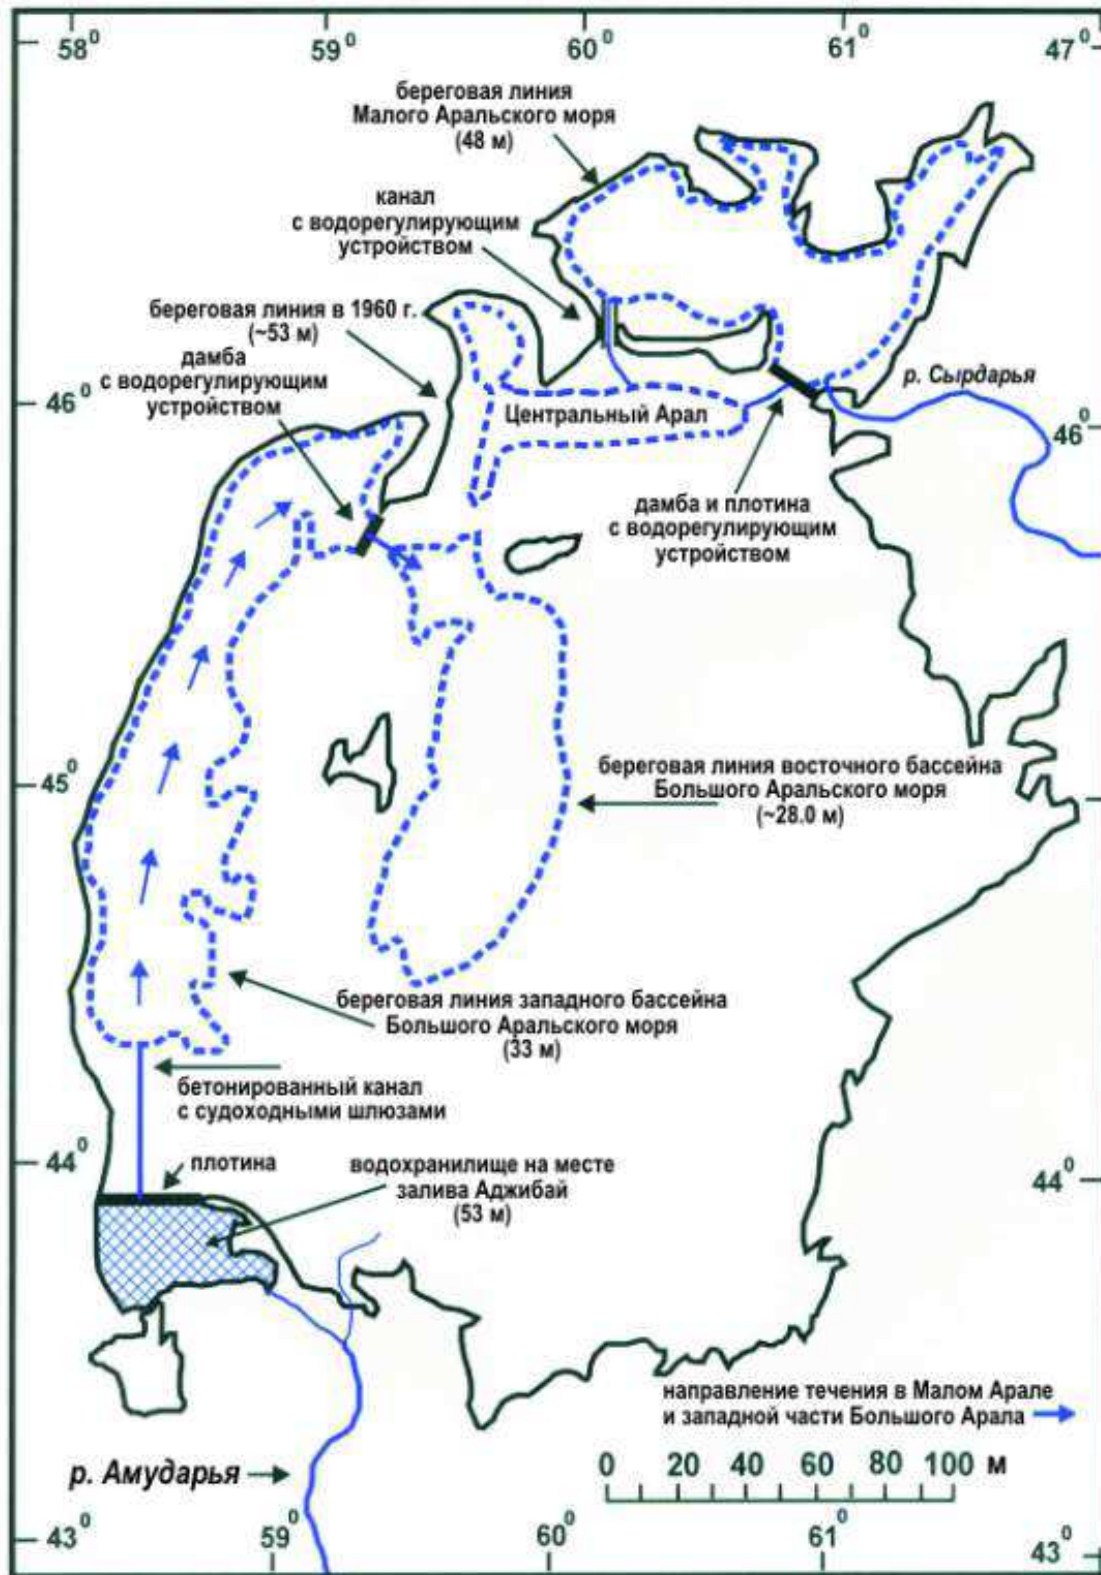 58⁰ 59⁰ 60⁰ 61⁰ 47⁰
береговая линия
Малого Аральского моря
(48 м)
канал
с водорегулирующим
устройством
береговая линия в 1960 г.
(~53 м)
дамба
с водорегулирующим
устройством
р. Сырдарья
46⁰
Центральный Арал
46⁰
дамба и плотина
с водорегулирующим
устройством
45⁰
береговая линия восточного бассейна
Большого Аральского моря
(~28.0 м)
береговая линия западного бассейна
Большого Аральского моря
(33 м)
бетонированный канал
с судоходными шлюзами
44⁰
плотина
водохранилище на месте
залива Аджибай
(53 м)
44⁰
направление течения в Малом Арале
и западной части Большого Арала
р. Амударья
0 20 40 60 80 100 м
43⁰ 59⁰ 60⁰ 61⁰ 43⁰